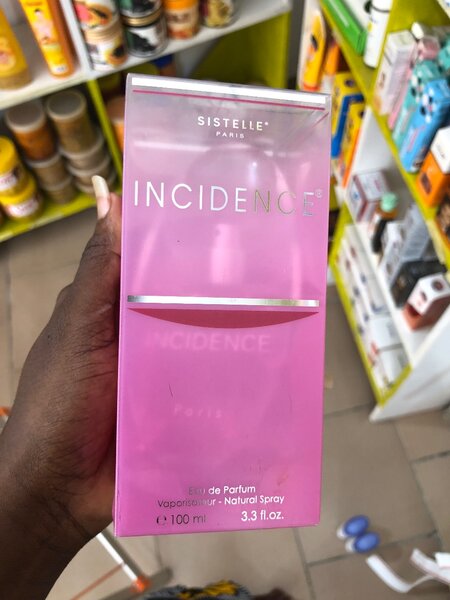 SISTELLE®
PARIS
INCIDENCE®
INCIDENCE
Paris
Eau de Parfum
Vaporisateur - Natural Spray
℮ 100 ml 3.3 fl.oz.